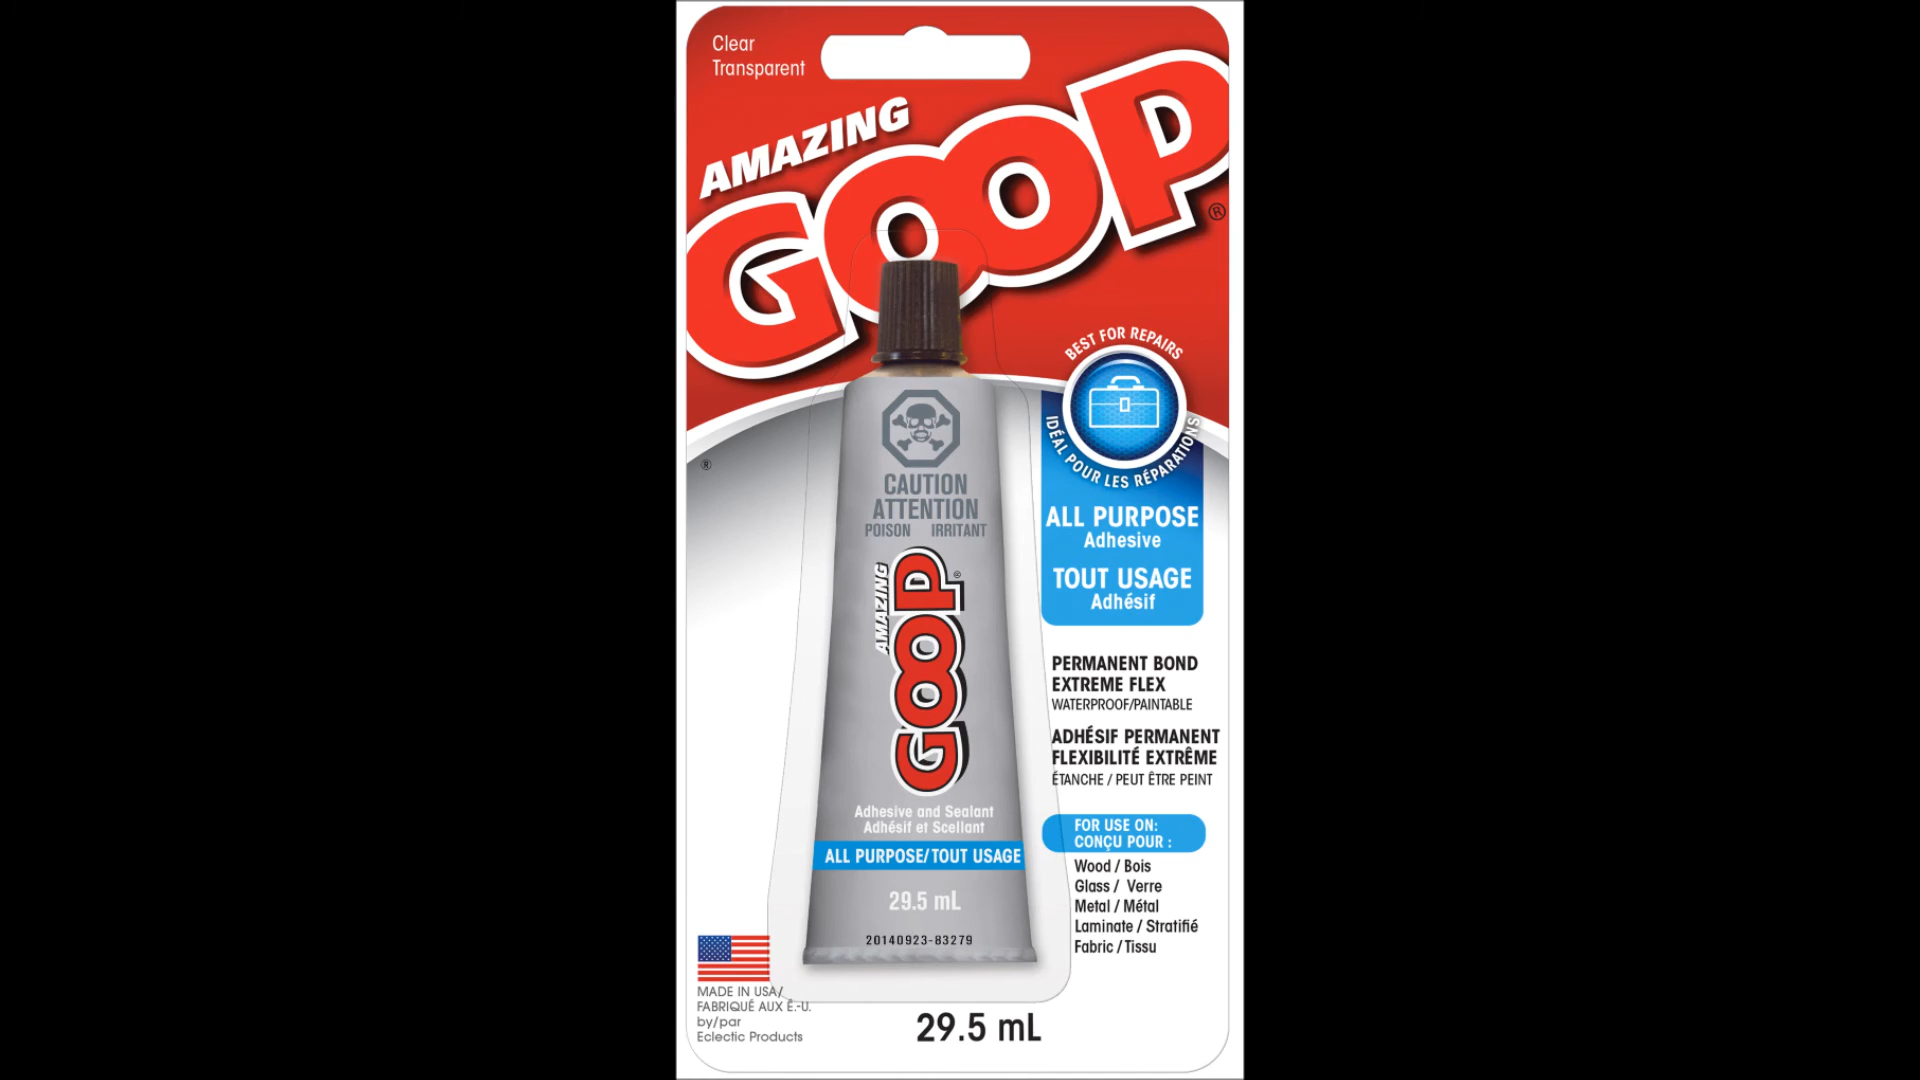 Clear
Transparent
AMAZING
GOOP
®
BEST FOR REPAIRS
IDÉAL POUR LES RÉPARATIONS
®
CAUTION
ATTENTION
POISON IRRITANT
AMAZING
GOOP
®
Adhesive and Sealant
Adhésif et Scellant
ALL PURPOSE/TOUT USAGE
29.5 mL
20140923-83279
ALL PURPOSE
Adhesive
TOUT USAGE
Adhésif
PERMANENT BOND
EXTREME FLEX
WATERPROOF/PAINTABLE
ADHÉSIF PERMANENT
FLEXIBILITÉ EXTRÊME
ÉTANCHE / PEUT ÊTRE PEINT
FOR USE ON:
CONÇU POUR :
Wood / Bois
Glass / Verre
Metal / Métal
Laminate / Stratifié
Fabric / Tissu
MADE IN USA/
FABRIQUÉ AUX É.-U.
by/par
Eclectic Products
29.5 mL